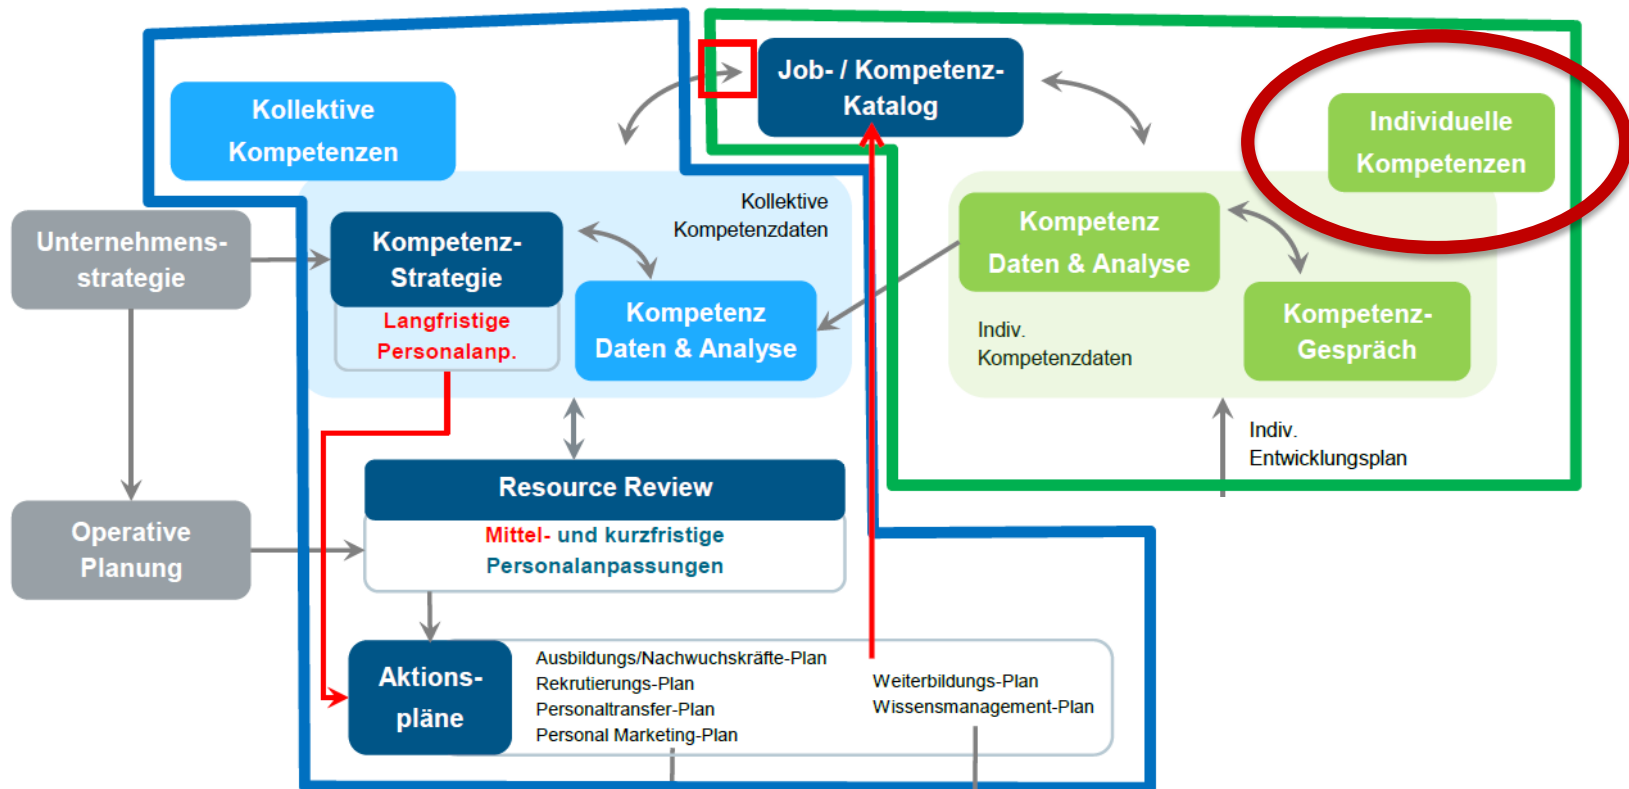 Job- / Kompetenz-
Katalog
Kollektive
Kompetenzen
Individuelle
Kompetenzen
Kollektive
Kompetenzdaten
Unternehmens-
strategie
Kompetenz-
Strategie
Langfristige
Personalanp.
Kompetenz
Daten & Analyse
Kompetenz
Daten & Analyse
Kompetenz-
Gespräch
Indiv.
Kompetenzdaten
Indiv.
Entwicklungsplan
Operative
Planung
Resource Review
Mittel- und kurzfristige
Personalanpassungen
Aktions-
pläne
Ausbildungs/Nachwuchskräfte-Plan
Rekrutierungs-Plan
Personaltransfer-Plan
Personal Marketing-Plan
Weiterbildungs-Plan
Wissensmanagement-Plan